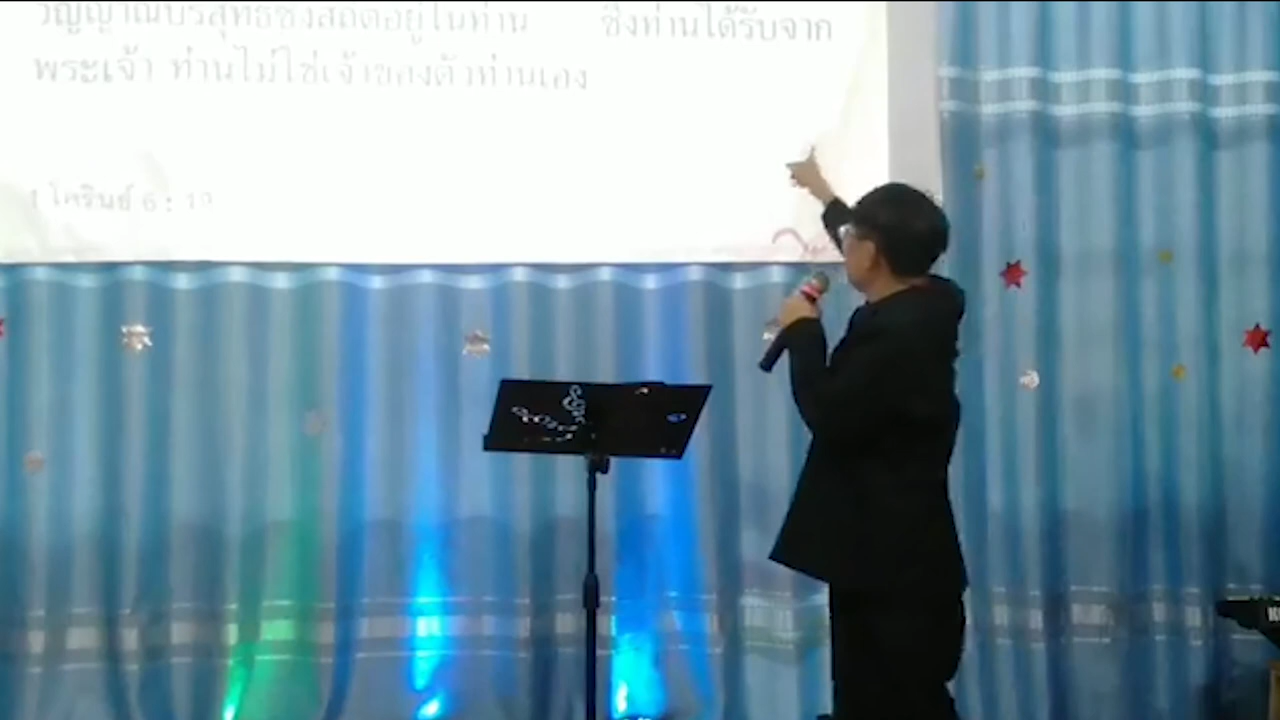 วิญญาณบริสุทธิ์ซึ่งสถิตอยู่ในท่าน ซึ่งท่านได้รับจาก
พระเจ้า ท่านไม่ใช่เจ้าของตัวท่านเอง
1 โครินธ์ 6 : 19